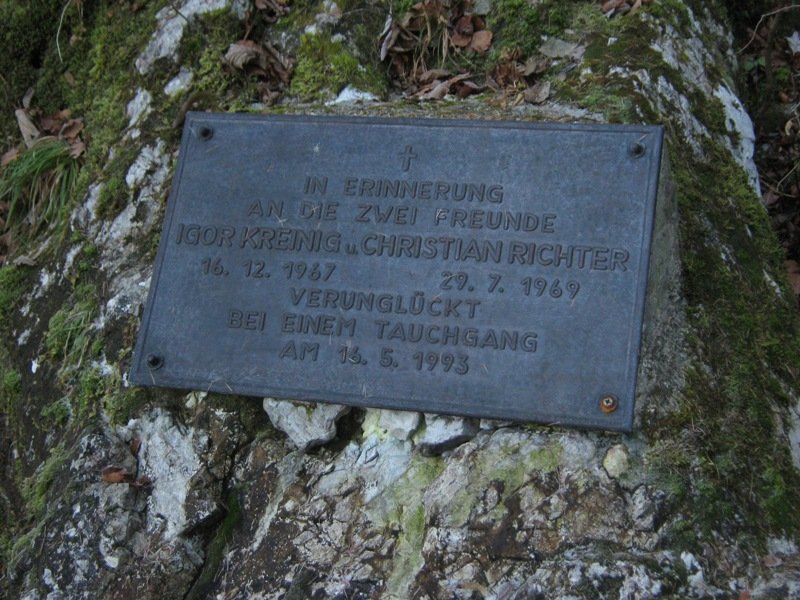 IN ERINNERUNG
AN DIE ZWEI FREUNDE
IGOR KREINIG u. CHRISTIAN RICHTER
16. 12. 1967 29. 7. 1969
VERUNGLÜCKT
BEI EINEM TAUCHGANG
AM 16. 5. 1993